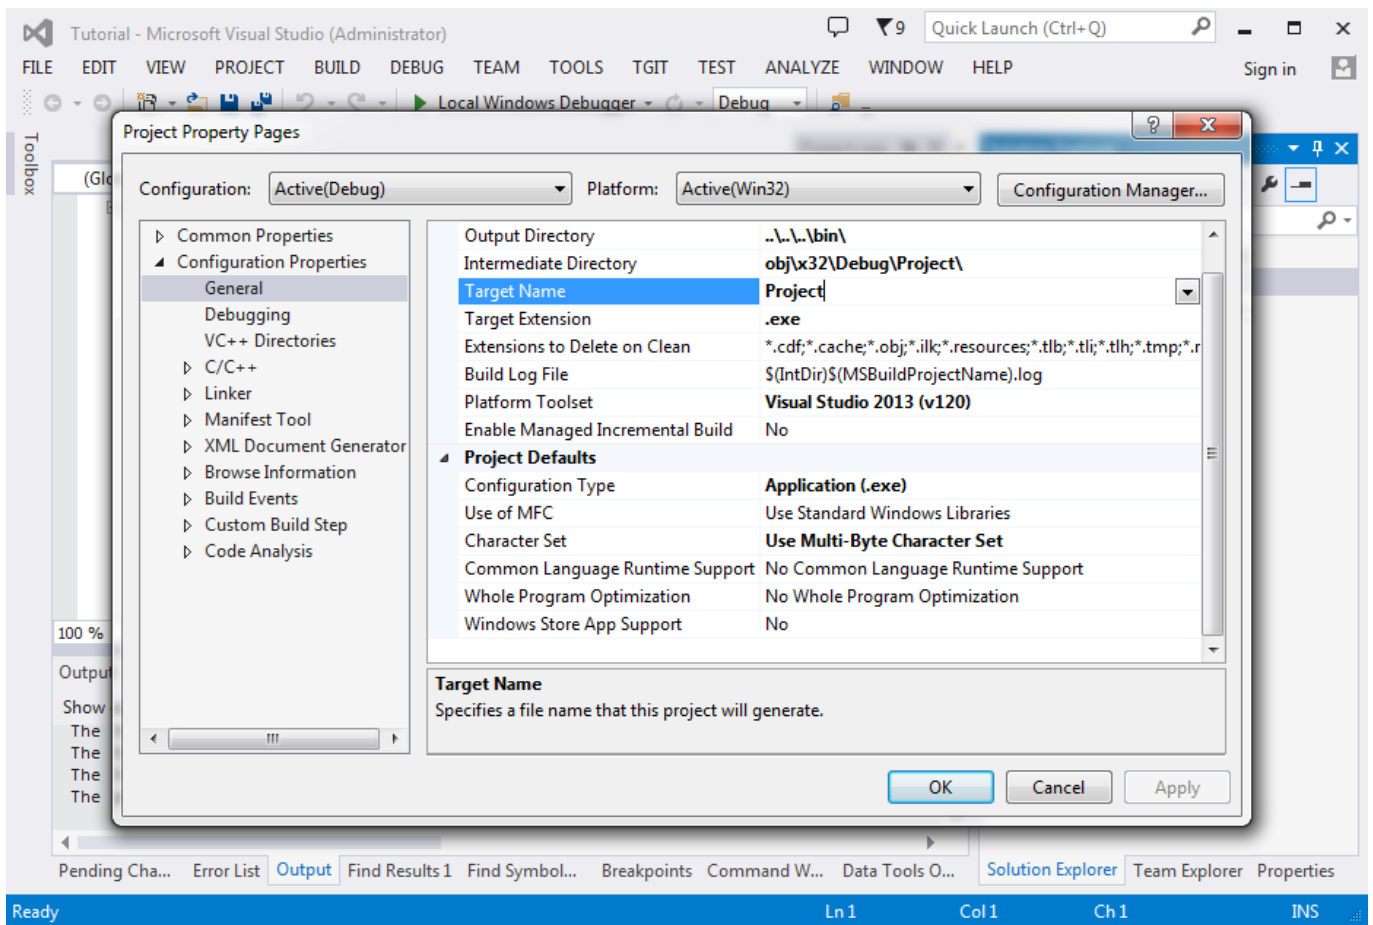 Tutorial - Microsoft Visual Studio (Administrator)
9
Quick Launch (Ctrl+Q)
FILE EDIT VIEW PROJECT BUILD DEBUG TEAM TOOLS TGIT TEST ANALYZE WINDOW HELP
Sign in
Local Windows Debugger
Debug
Toolbox
Project Property Pages
(Glo
Configuration: Active(Debug) Platform: Active(Win32) Configuration Manager...
Common Properties
Configuration Properties
General
Debugging
VC++ Directories
C/C++
Linker
Manifest Tool
XML Document Generator
Browse Information
Build Events
Custom Build Step
Code Analysis
Output Directory ..\..\..\bin\
Intermediate Directory obj\x32\Debug\Project\
Target Name Project
Target Extension .exe
Extensions to Delete on Clean *.cdf;*.cache;*.obj;*.ilk;*.resources;*.tlb;*.tli;*.tlh;*.tmp;*.r
Build Log File $(IntDir)$(MSBuildProjectName).log
Platform Toolset Visual Studio 2013 (v120)
Enable Managed Incremental Build No
Project Defaults
Configuration Type Application (.exe)
Use of MFC Use Standard Windows Libraries
Character Set Use Multi-Byte Character Set
Common Language Runtime Support No Common Language Runtime Support
Whole Program Optimization No Whole Program Optimization
Windows Store App Support No
Target Name
Specifies a file name that this project will generate.
100 %
Output
Show
The
The
The
The
OK Cancel Apply
Pending Cha... Error List Output Find Results 1 Find Symbol... Breakpoints Command W... Data Tools O...
Solution Explorer Team Explorer Properties
Ready Ln 1 Col 1 Ch 1 INS